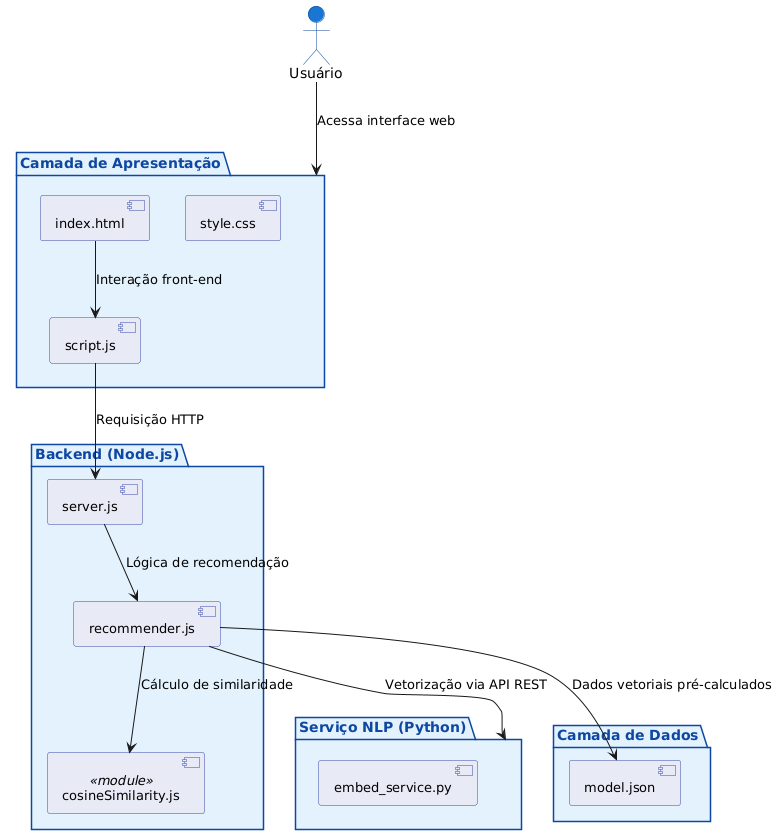 Usuário
Acessa interface web
Camada de Apresentação
index.html
style.css
Interação front-end
script.js
Requisição HTTP
Backend (Node.js)
server.js
Lógica de recomendação
recommender.js
Cálculo de similaridade
Vetorização via API REST
Dados vetoriais pré-calculados
Serviço NLP (Python)
Camada de Dados
«module»
cosineSimilarity.js
embed_service.py
model.json